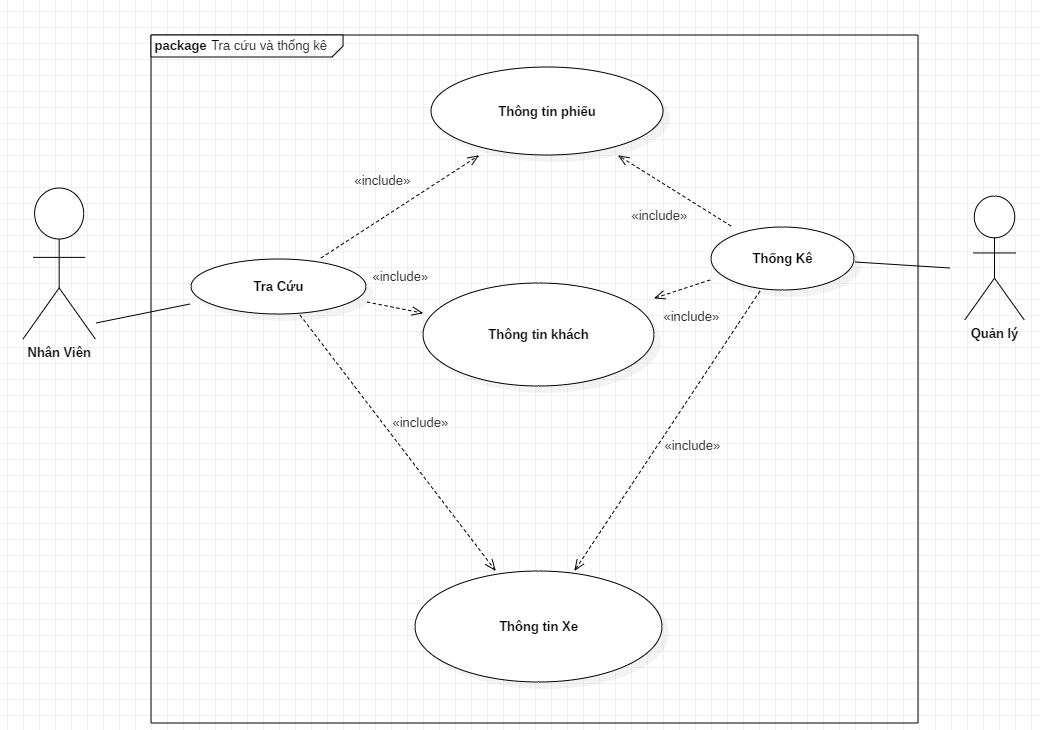 package Tra cứu và thống kê
Thông tin phiếu
«include»
«include»
Thống Kê
«include»
Tra Cứu
«include»
Thông tin khách
Quản lý
Nhân Viên
«include»
«include»
Thông tin Xe